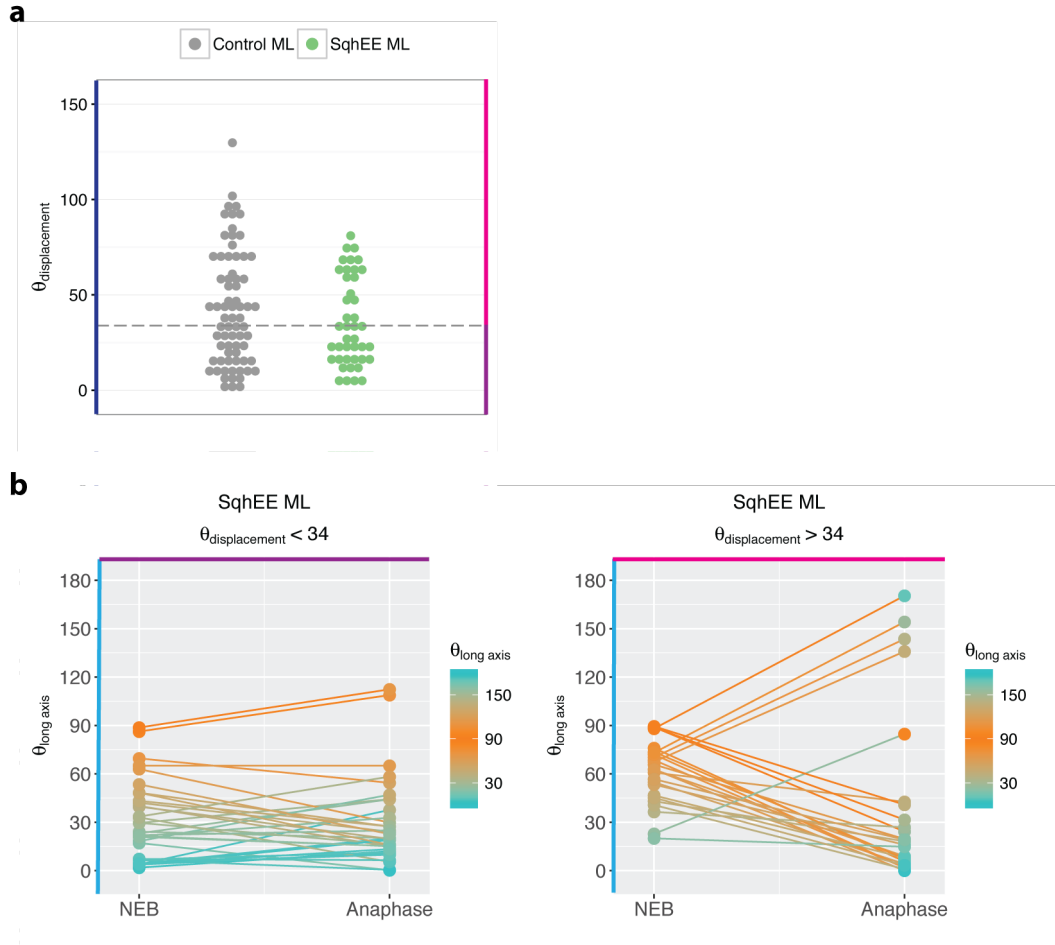 a
Control ML SqhEE ML
150
100
50
0
θdisplacement
b
SqhEE ML
θdisplacement < 34
180
150
120
90
60
30
0
θlong axis
NEB Anaphase
θlong axis
150
90
30
SqhEE ML
θdisplacement > 34
180
150
120
90
60
30
0
θlong axis
NEB Anaphase
θlong axis
150
90
30